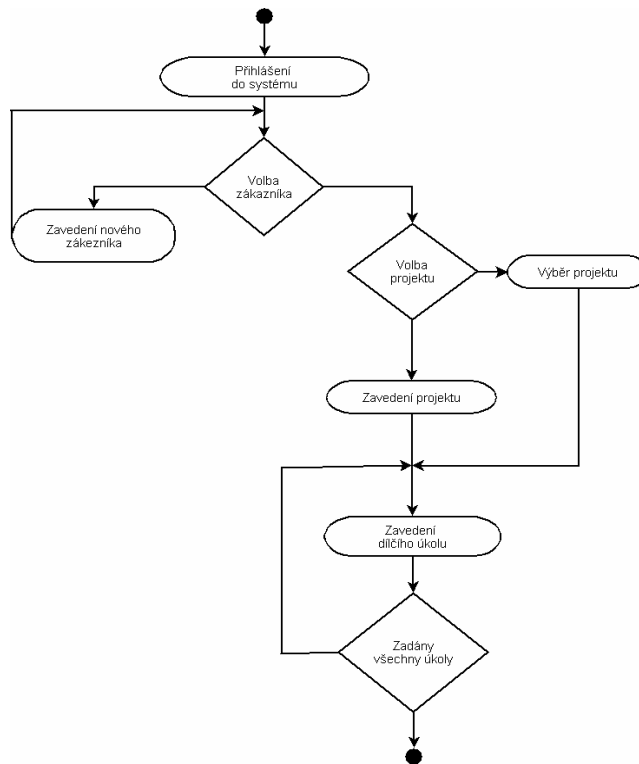 Přihlášení
do systému
Volba
zákazníka
Zavedení nového
zákezníka
Volba
projektu
Výběr projektu
Zavedení projektu
Zavedení
dílčího úkolu
Zadány
všechny úkoly